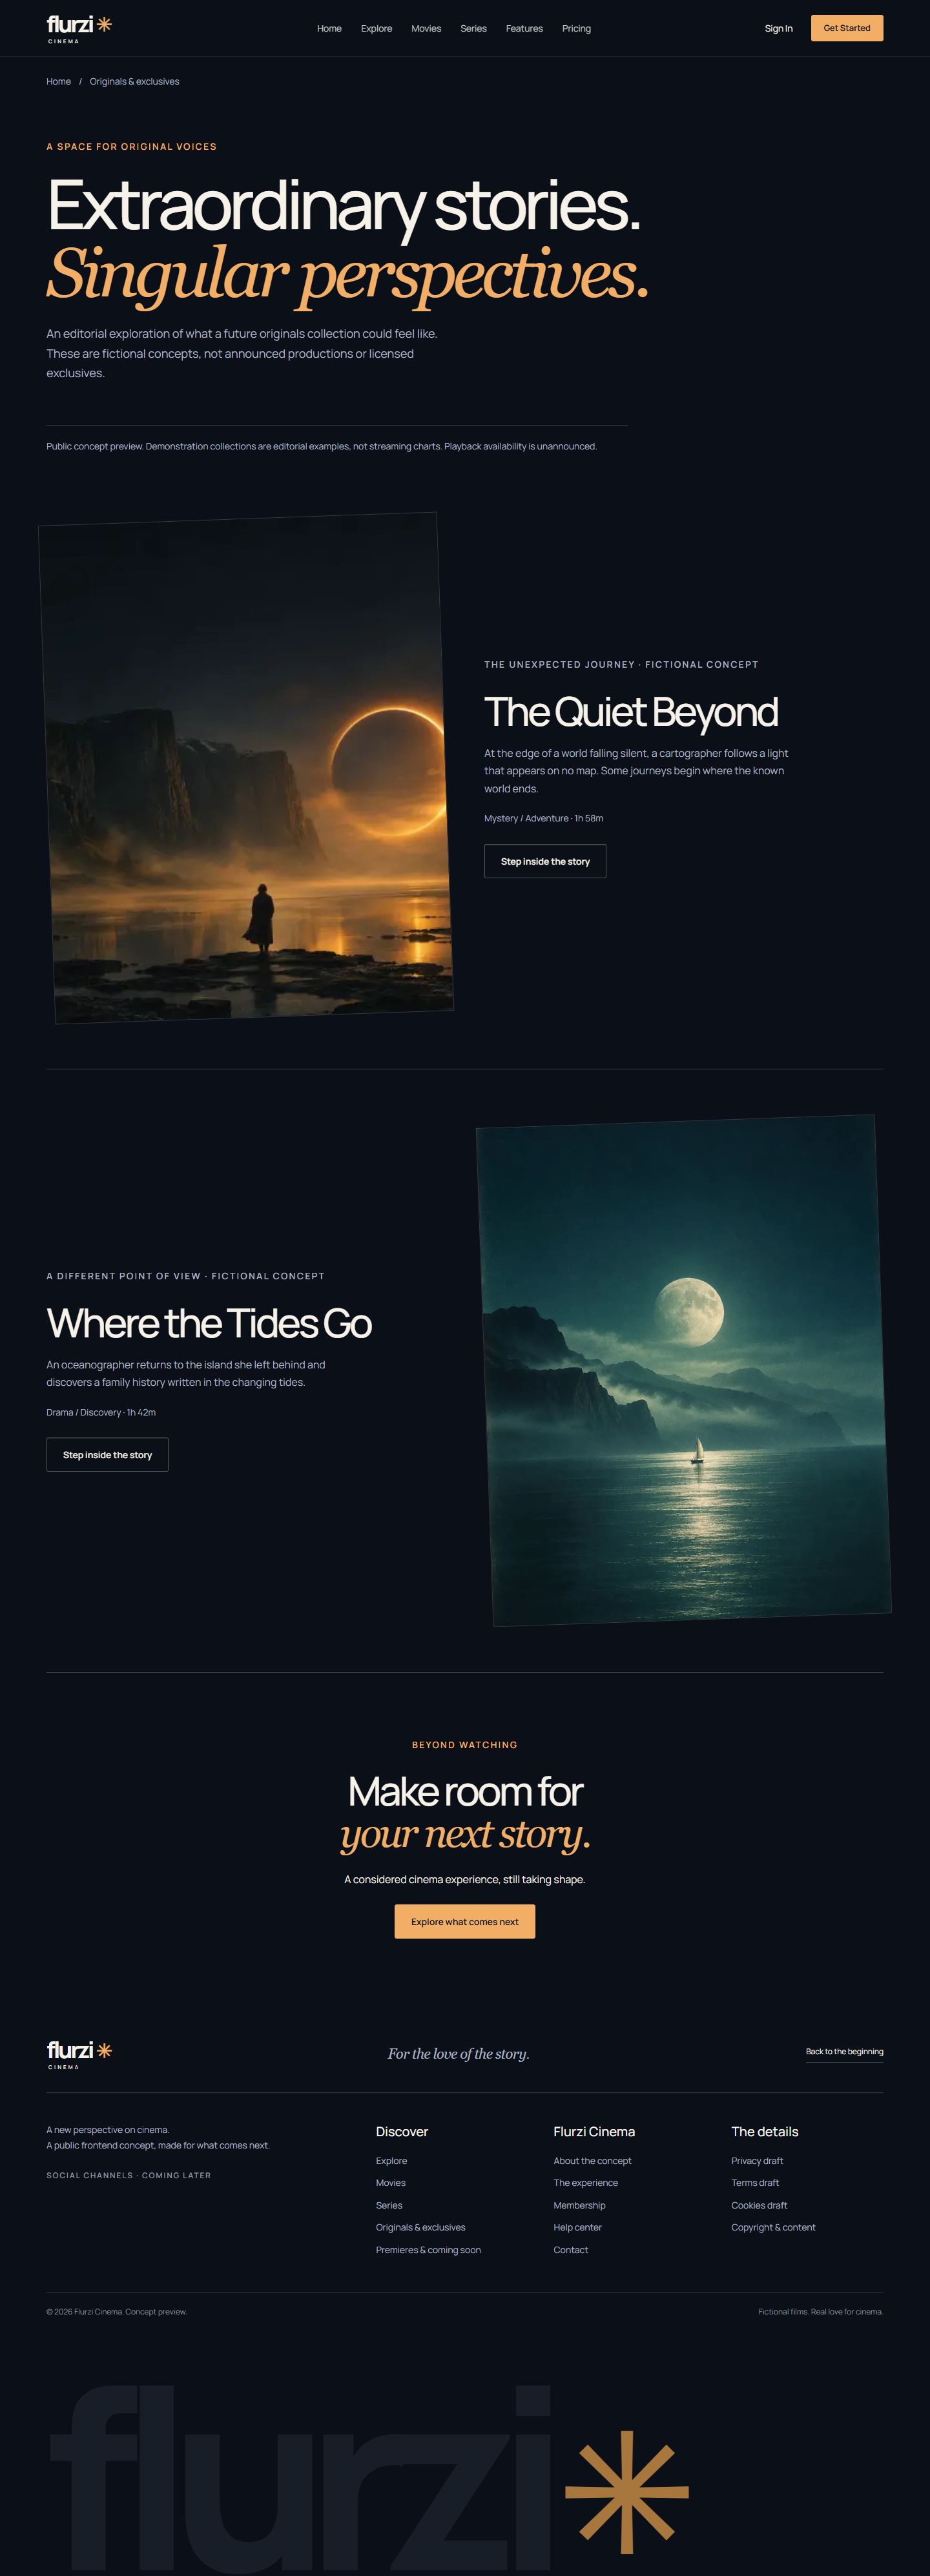 flurzi
CINEMA
Home Explore Movies Series Features Pricing
Sign In
Get Started
Home / Originals & exclusives
A SPACE FOR ORIGINAL VOICES
Extraordinary stories.
Singular perspectives.
An editorial exploration of what a future originals collection could feel like.
These are fictional concepts, not announced productions or licensed
exclusives.
Public concept preview. Demonstration collections are editorial examples, not streaming charts. Playback availability is unannounced.
THE UNEXPECTED JOURNEY · FICTIONAL CONCEPT
The Quiet Beyond
At the edge of a world falling silent, a cartographer follows a light
that appears on no map. Some journeys begin where the known
world ends.
Mystery / Adventure · 1h 58m
Step inside the story
A DIFFERENT POINT OF VIEW · FICTIONAL CONCEPT
Where the Tides Go
An oceanographer returns to the island she left behind and
discovers a family history written in the changing tides.
Drama / Discovery · 1h 42m
Step inside the story
BEYOND WATCHING
Make room for
your next story.
A considered cinema experience, still taking shape.
Explore what comes next
flurzi
CINEMA
For the love of the story.
Back to the beginning
A new perspective on cinema.
A public frontend concept, made for what comes next.
SOCIAL CHANNELS · COMING LATER
Discover
Explore
Movies
Series
Originals & exclusives
Premieres & coming soon
Flurzi Cinema
About the concept
The experience
Membership
Help center
Contact
The details
Privacy draft
Terms draft
Cookies draft
Copyright & content
© 2026 Flurzi Cinema. Concept preview.
Fictional films. Real love for cinema.
flurzi